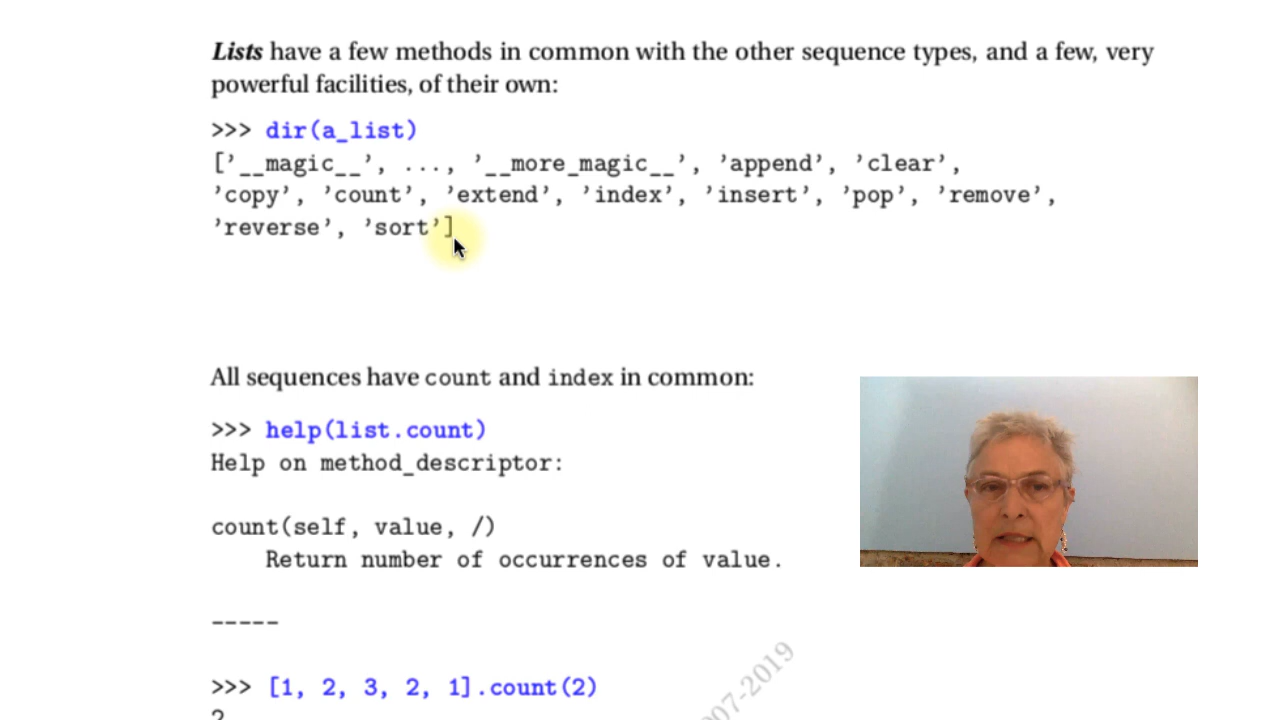 Lists have a few methods in common with the other sequence types, and a few, very
powerful facilities, of their own:
>>> dir(a_list)
['__magic__', ..., '__more_magic__', 'append', 'clear',
'copy', 'count', 'extend', 'index', 'insert', 'pop', 'remove',
'reverse', 'sort']
All sequences have count and index in common:
>>> help(list.count)
Help on method_descriptor:
count(self, value, /)
    Return number of occurrences of value.
-----
>>> [1, 2, 3, 2, 1].count(2)
2
07-2019